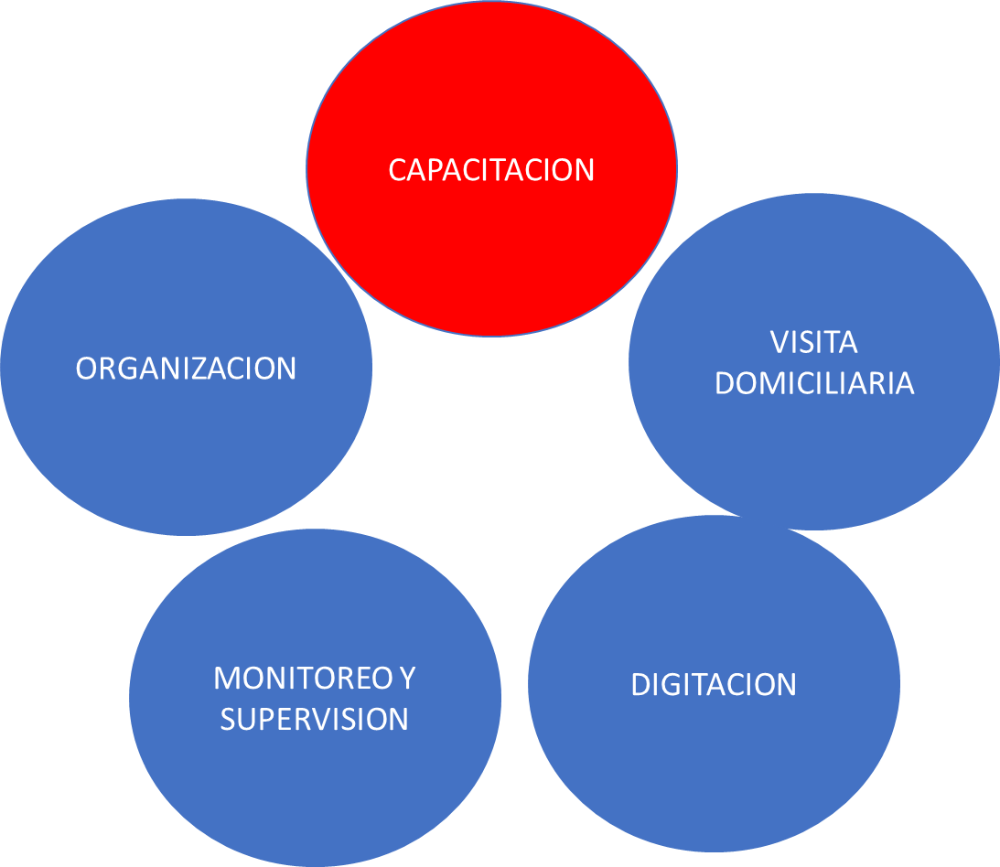 CAPACITACION
ORGANIZACION
VISITA
DOMICILIARIA
MONITOREO Y
SUPERVISION
DIGITACION